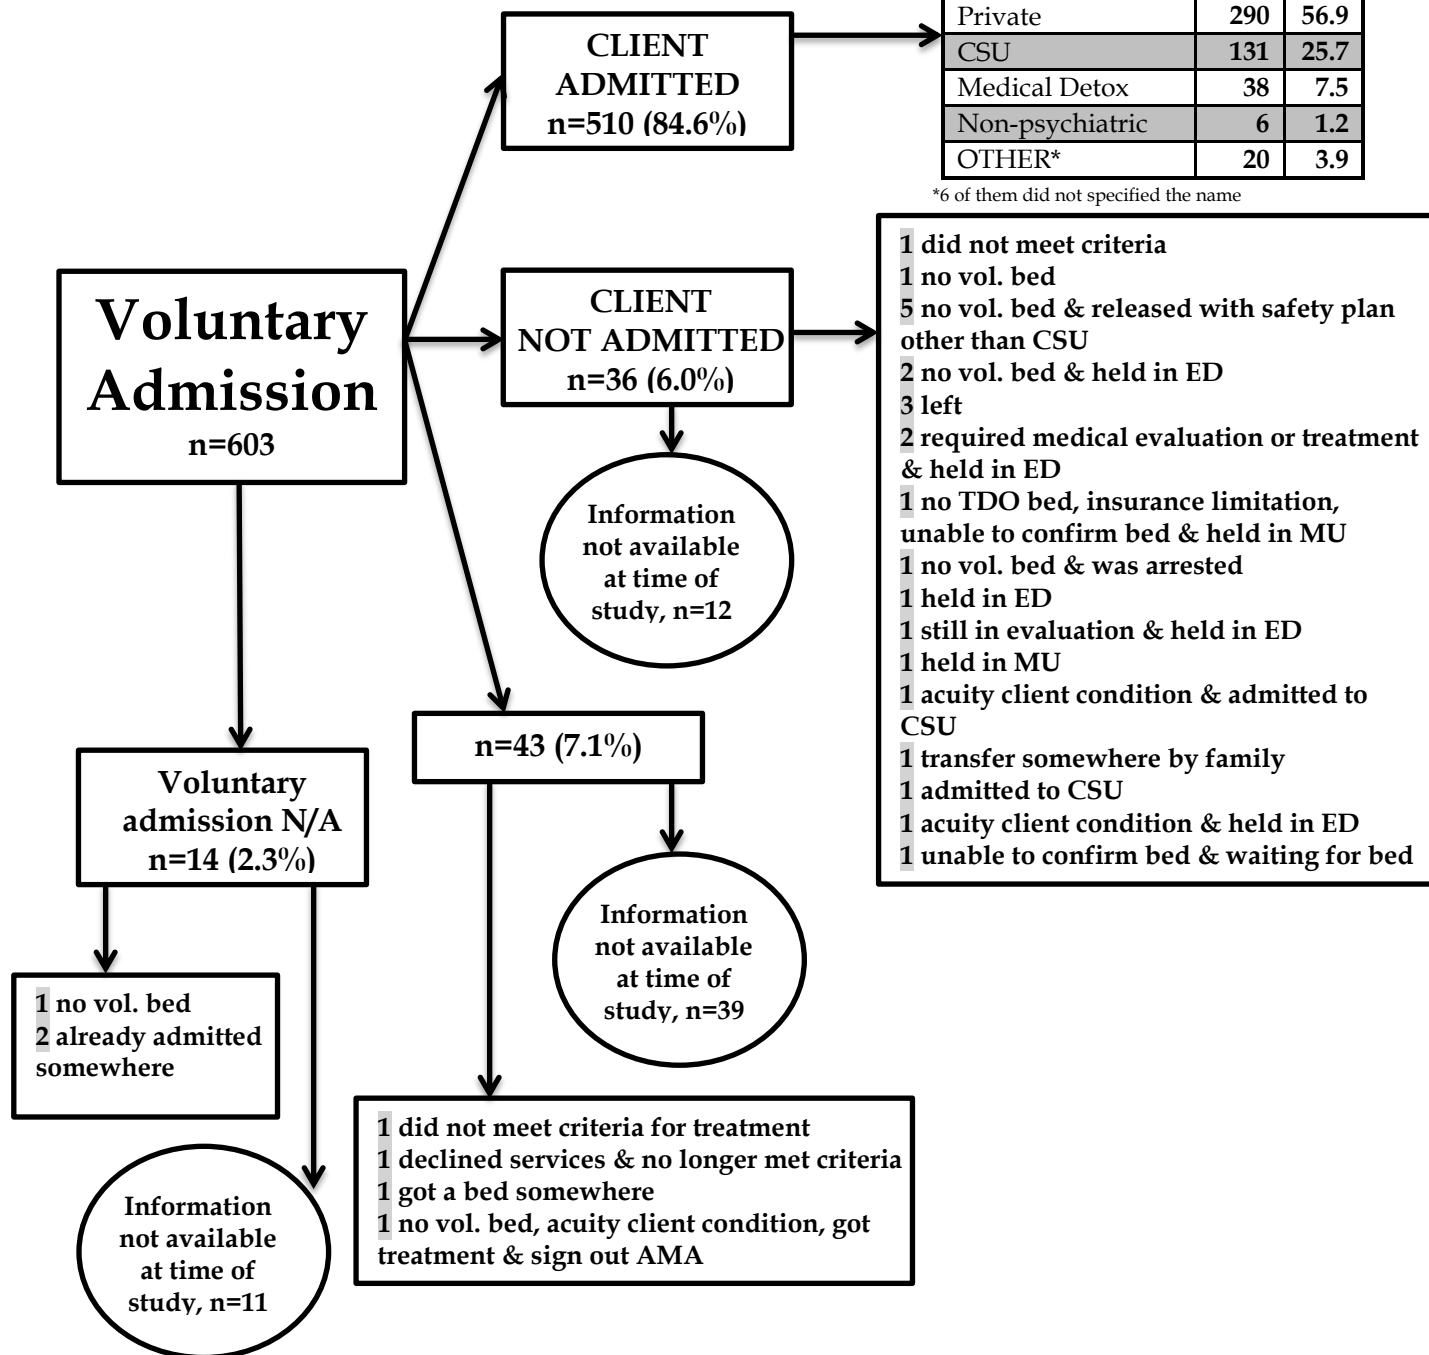 CLIENT
ADMITTED
n=510 (84.6%)
Private 290 56.9
CSU 131 25.7
Medical Detox 38 7.5
Non-psychiatric 6 1.2
OTHER* 20 3.9
*6 of them did not specified the name
Voluntary
Admission
n=603
CLIENT
NOT ADMITTED
n=36 (6.0%)
1 did not meet criteria
1 no vol. bed
5 no vol. bed & released with safety plan
other than CSU
2 no vol. bed & held in ED
3 left
2 required medical evaluation or treatment
& held in ED
1 no TDO bed, insurance limitation,
unable to confirm bed & held in MU
1 no vol. bed & was arrested
1 held in ED
1 still in evaluation & held in ED
1 held in MU
1 acuity client condition & admitted to
CSU
1 transfer somewhere by family
1 admitted to CSU
1 acuity client condition & held in ED
1 unable to confirm bed & waiting for bed
Information
not available
at time of
study, n=12
n=43 (7.1%)
Voluntary
admission N/A
n=14 (2.3%)
Information
not available
at time of
study, n=39
1 no vol. bed
2 already admitted
somewhere
1 did not meet criteria for treatment
1 declined services & no longer met criteria
1 got a bed somewhere
1 no vol. bed, acuity client condition, got
treatment & sign out AMA
Information
not available
at time of
study, n=11